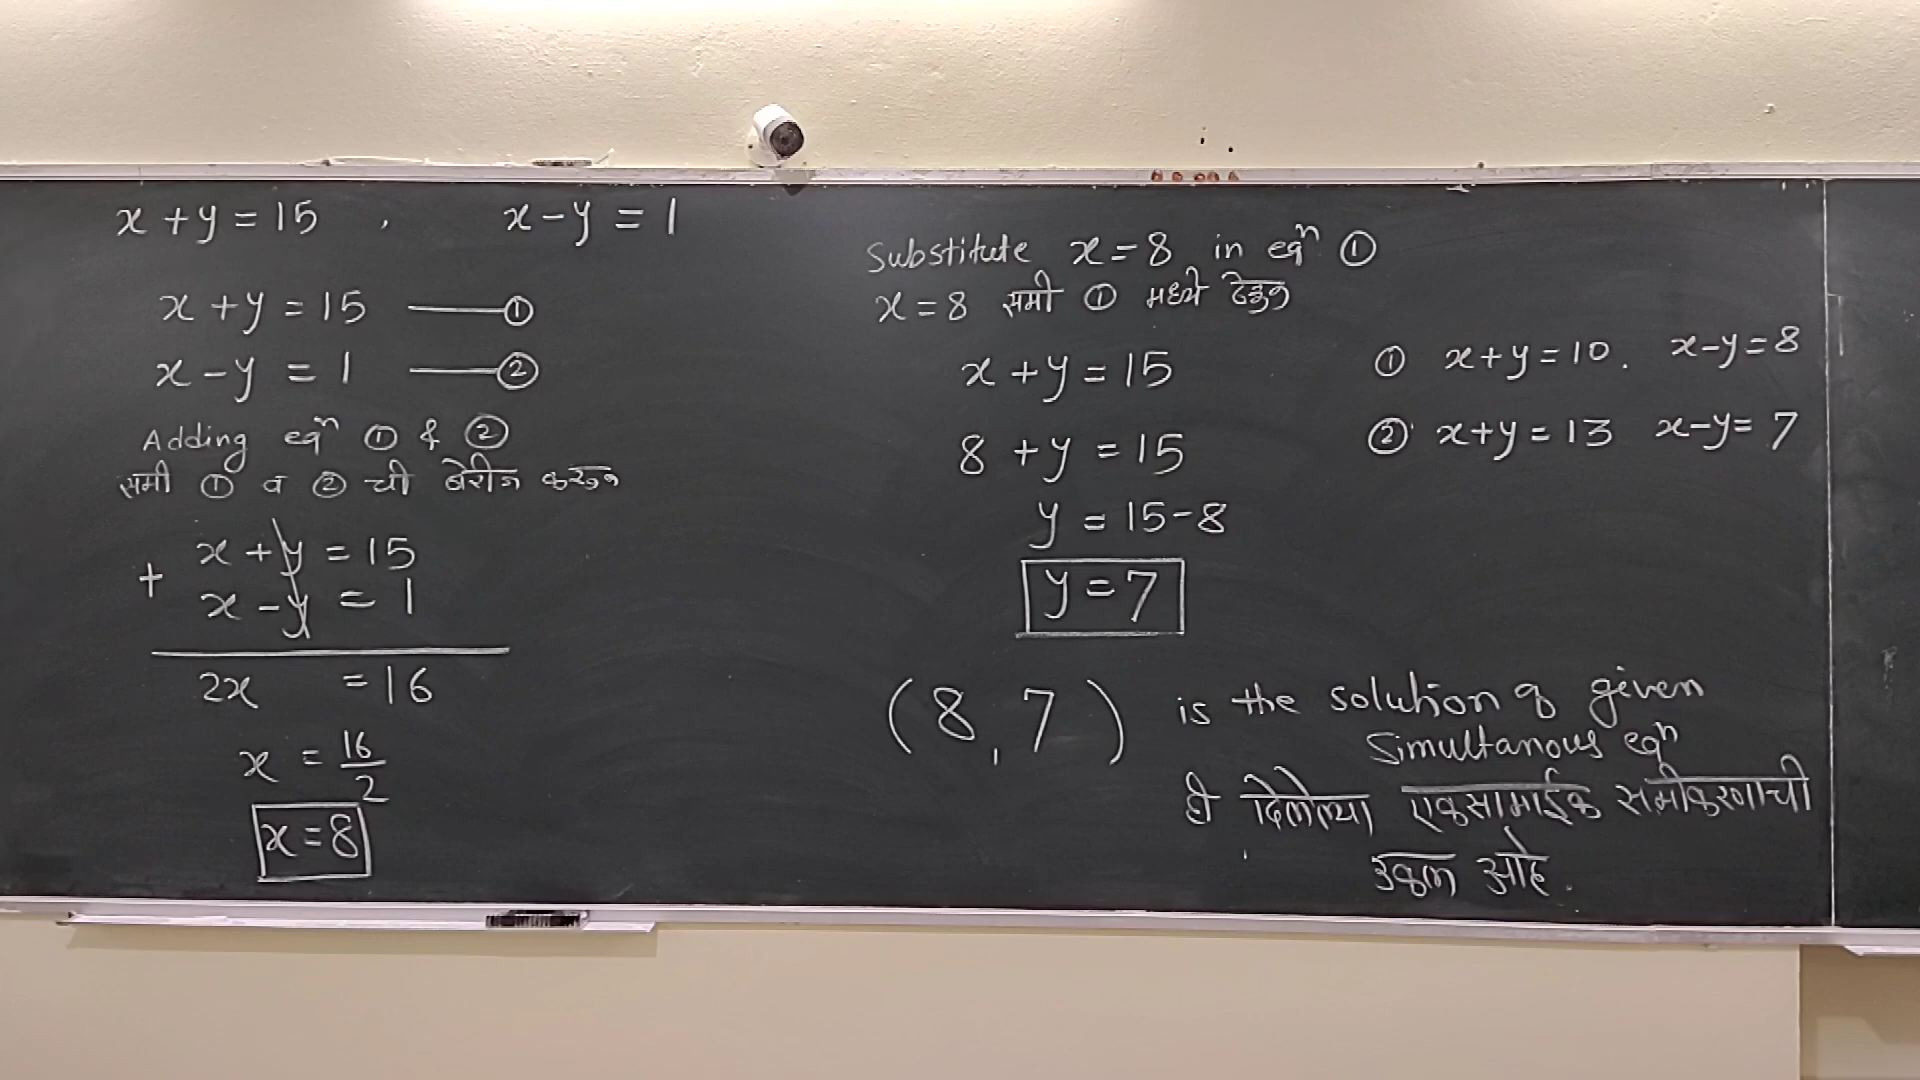 x + y = 15 , x - y = 1
x + y = 15 —— ①
x - y = 1 —— ②
Adding eqⁿ ① & ②
समी ① व ② ची बेरीज करून
x + y = 15
+
x - y = 1
2x = 16
x = 16/2
x = 8
Substitute x = 8 in eqⁿ ①
x = 8 समी ① मध्ये ठेऊन
x + y = 15
8 + y = 15
y = 15 - 8
y = 7
(8, 7) is the solution of given
Simultanous eqⁿ
ही दिलेल्या एकसामाईक समीकरणाची
उकल आहे.
① x + y = 10. x - y = 8
② x + y = 13 x - y = 7